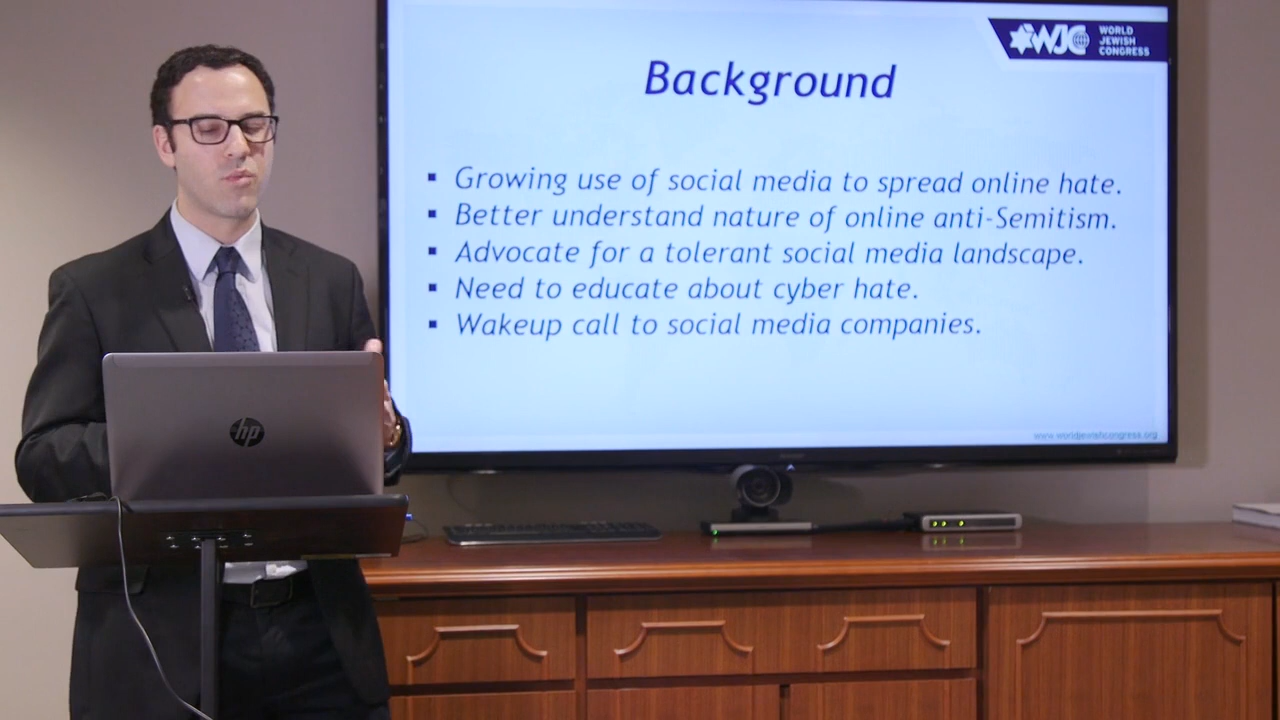 WJC WORLD
JEWISH
CONGRESS
Background
▪ Growing use of social media to spread online hate.
▪ Better understand nature of online anti-Semitism.
▪ Advocate for a tolerant social media landscape.
▪ Need to educate about cyber hate.
▪ Wakeup call to social media companies.
www.worldjewishcongress.org
hp